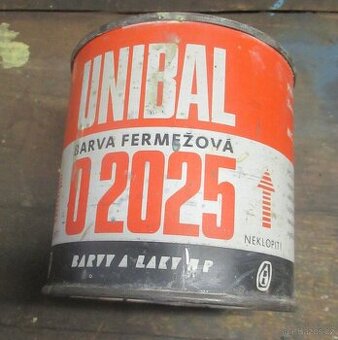 UNIBAL
BARVA FERMEŽOVÁ
O 2025
NEKLOPIT!
BARVY A LAKY N P